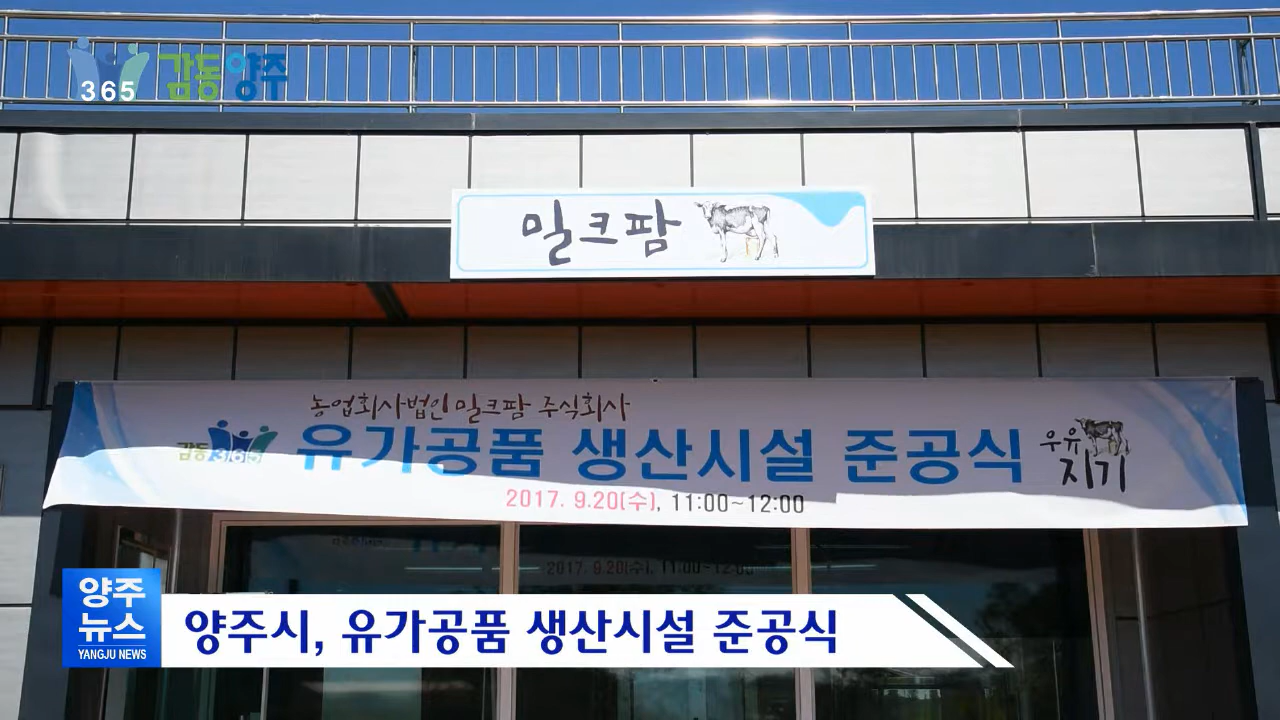 365 감동양주
밀크팜
농업회사법인 밀크팜 주식회사
감동 365 유가공품 생산시설 준공식
우유
지기
2017. 9.20(수), 11:00~12:00
2017. 9.20(수), 11:00~12:00
양주
뉴스
YANGJU NEWS
양주시, 유가공품 생산시설 준공식